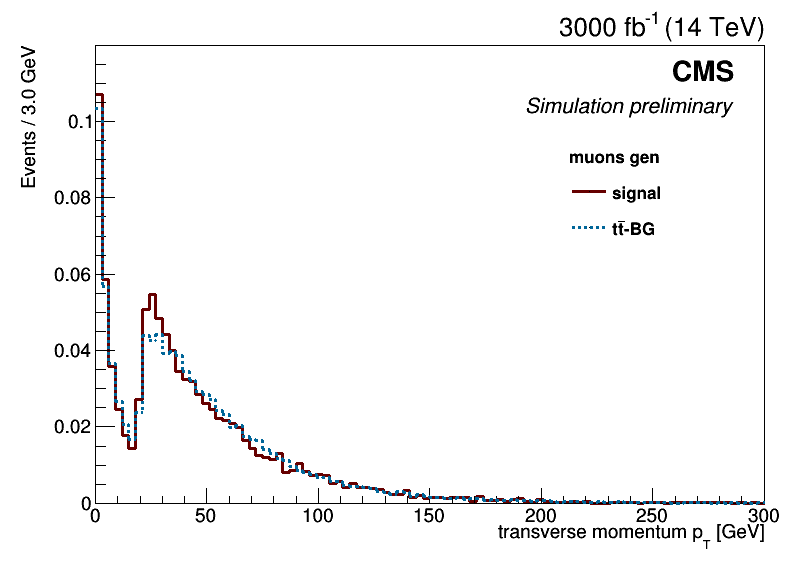 3000 fb⁻¹ (14 TeV)
CMS
Simulation preliminary
muons gen
signal
tt̄-BG
Events / 3.0 GeV
0.1
0.08
0.06
0.04
0.02
0
0 50 100 150 200 250 300
transverse momentum p_T [GeV]